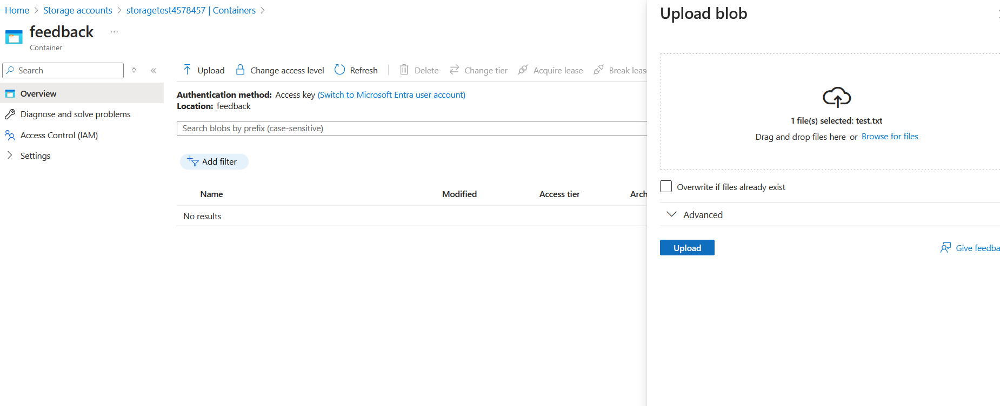 Home > Storage accounts > storagetest4578457 | Containers >
feedback ...
Container
Search
Overview
Diagnose and solve problems
Access Control (IAM)
Settings
Upload Change access level Refresh Delete Change tier Acquire lease Break leas
Authentication method: Access key (Switch to Microsoft Entra user account)
Location: feedback
Search blobs by prefix (case-sensitive)
Add filter
Name Modified Access tier Arch
No results
Upload blob
1 file(s) selected: test.txt
Drag and drop files here or Browse for files
Overwrite if files already exist
Advanced
Upload
Give feedba